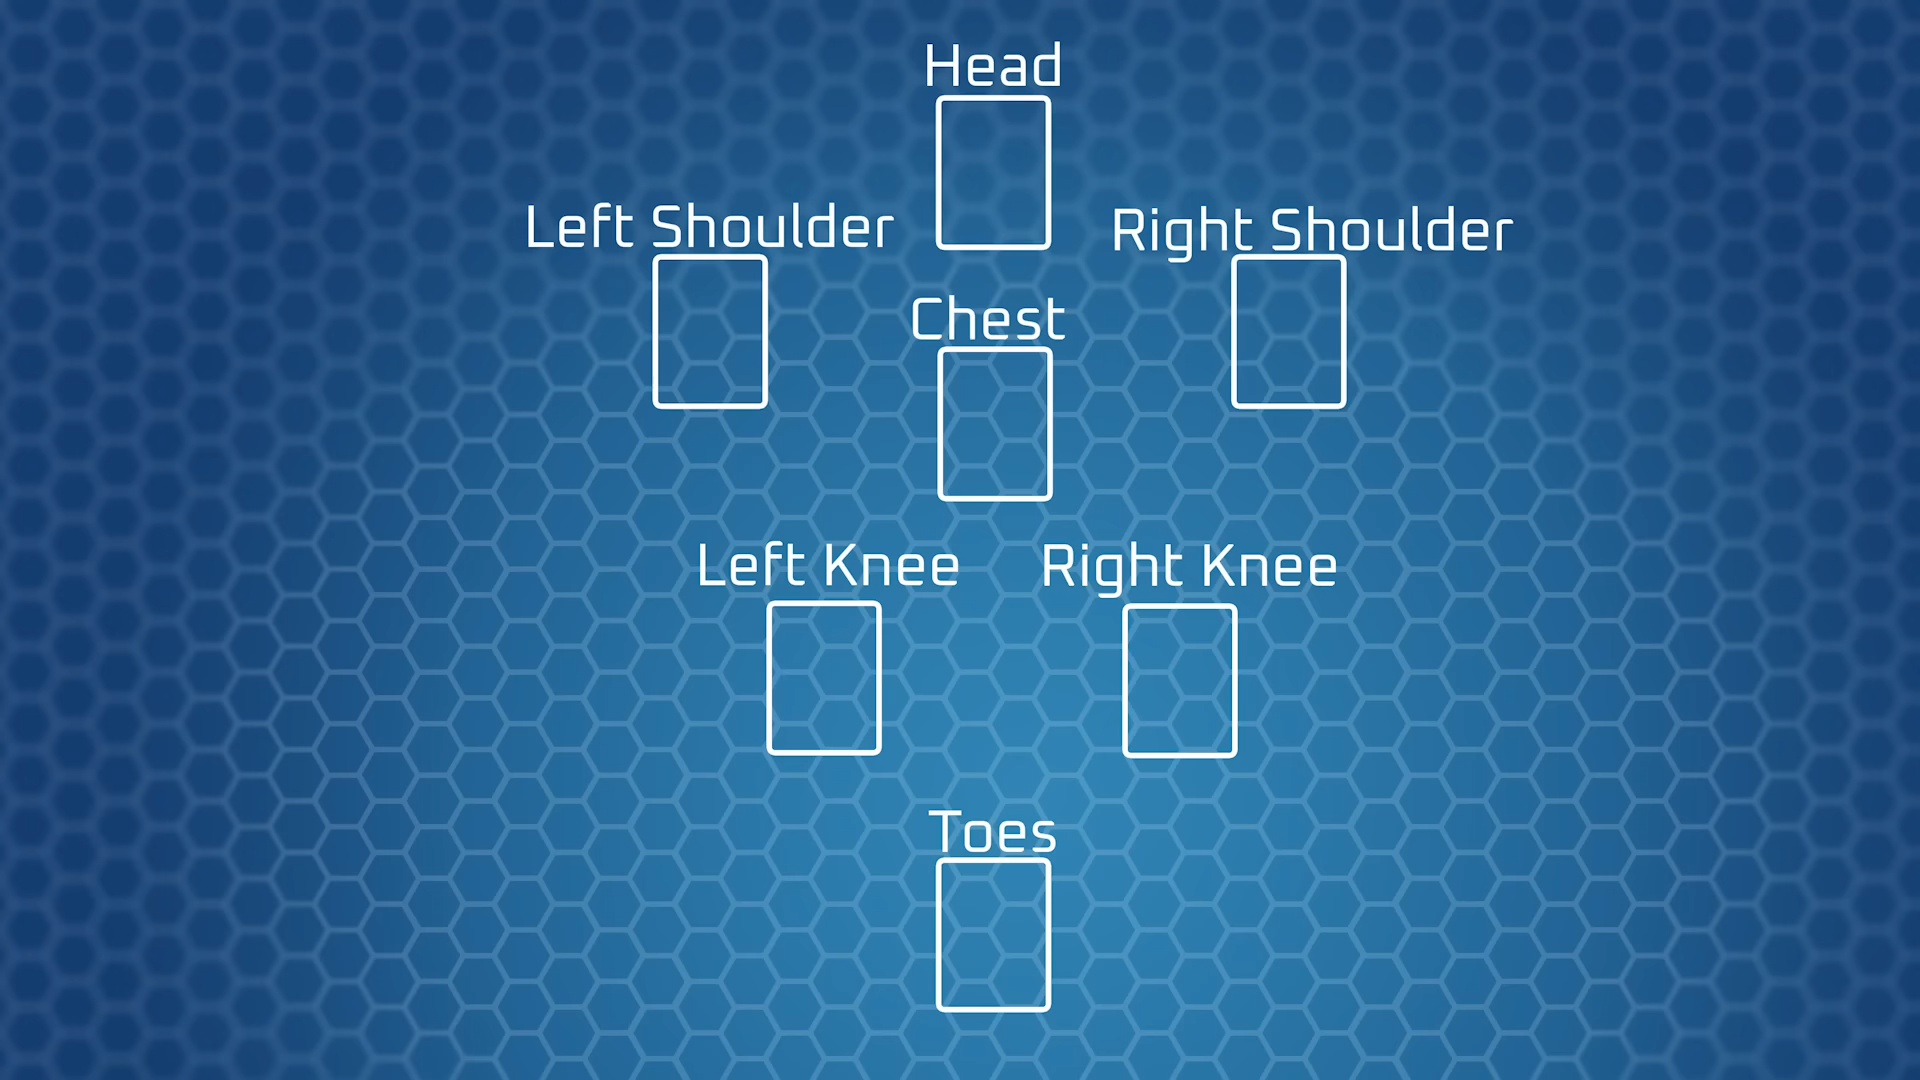 Head
Left Shoulder
Right Shoulder
Chest
Left Knee
Right Knee
Toes